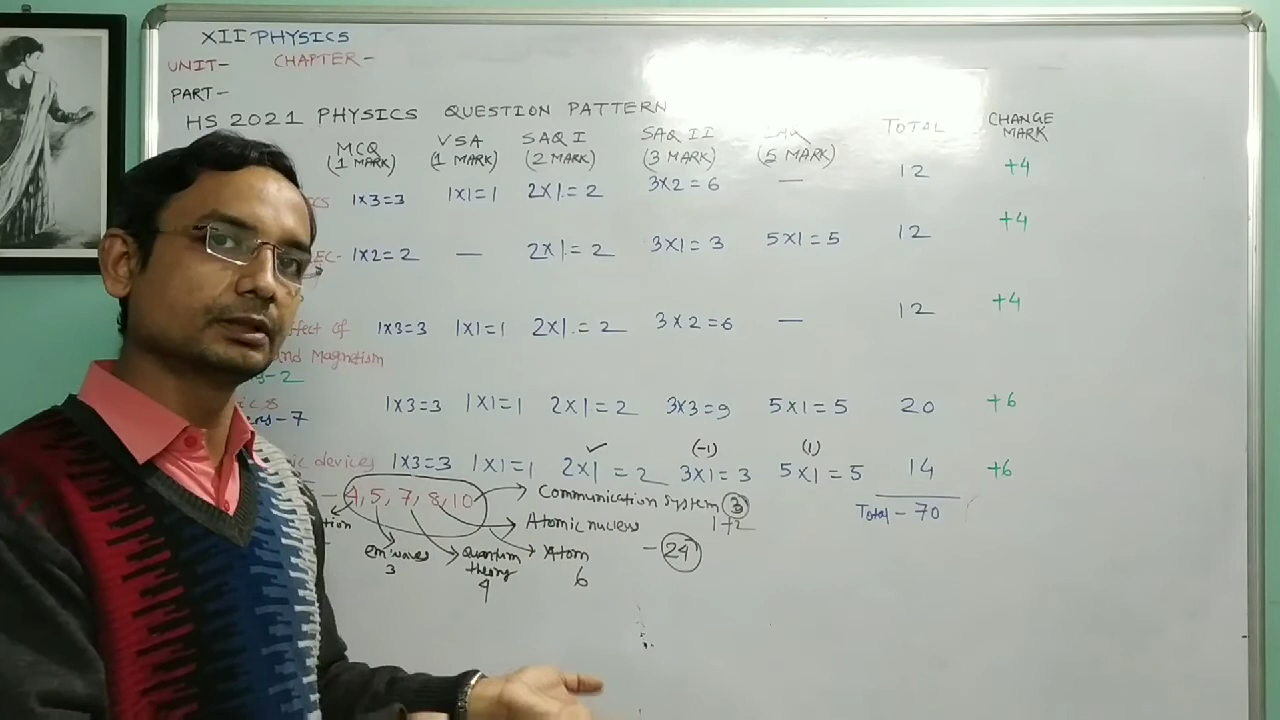 XII PHYSICS
UNIT- CHAPTER-
PART-
HS 2021 PHYSICS QUESTION PATTERN
MCQ (1 MARK) VSA (1 MARK) SAQ I (2 MARK) SAQ II (3 MARK) (5 MARK) TOTAL CHANGE MARK
1x3=3 1x1=1 2x1=2 3x2=6 — 12 +4
1x2=2 — 2x1=2 3x1=3 5x1=5 12 +4
1x3=3 1x1=1 2x1=2 3x2=6 — 12 +4
and Magnetism
-2
1x3=3 1x1=1 2x1=2 3x3=9 5x1=5 20 +6
-7
✓ (-1) (1)
devices 1x3=3 1x1=1 2x1=2 3x1=3 5x1=5 14 +6
- 4, 5, 7, 8, 10 Communication system 3
1+2
Total - 70
Atomic nucleus
em waves Quantum theory Atom - 24
3 4 6